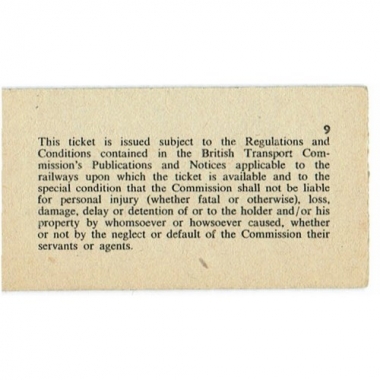 9
This ticket is issued subject to the Regulations and
Conditions contained in the British Transport Com-
mission's Publications and Notices applicable to the
railways upon which the ticket is available and to the
special condition that the Commission shall not be liable
for personal injury (whether fatal or otherwise), loss,
damage, delay or detention of or to the holder and/or his
property by whomsoever or howsoever caused, whether
or not by the neglect or default of the Commission their
servants or agents.